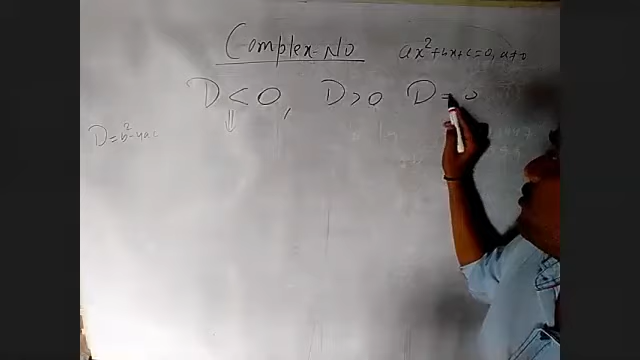 Complex-No
ax²+bx+c=0, a≠0
D<0, D>0 D=0
⇓
D=b²-4ac